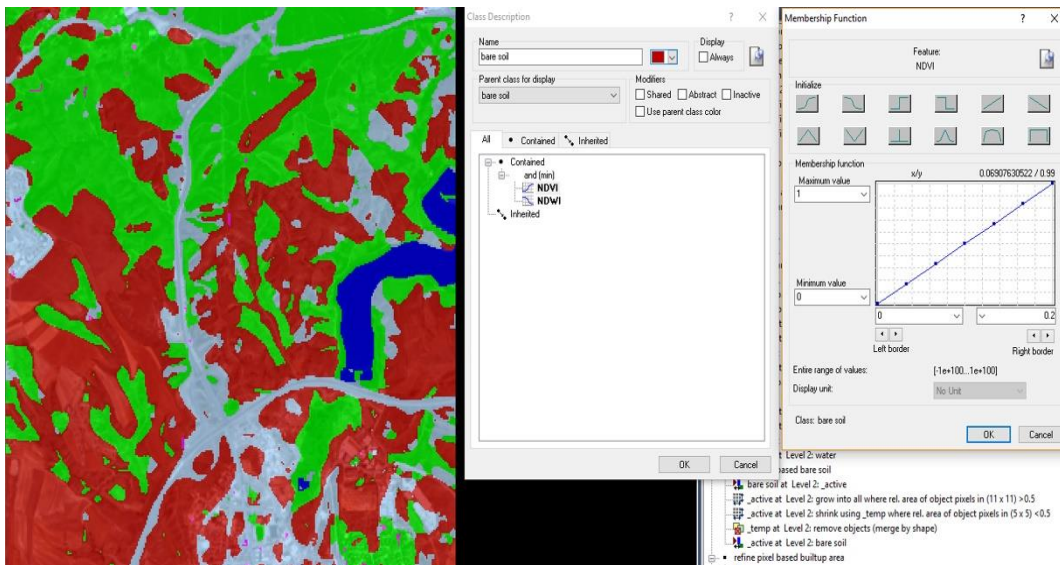 Class Description
?
X
Name
bare soil
Display
Always
Parent class for display
bare soil
Modifiers
Shared
Abstract
Inactive
Use parent class color
All
Contained
Inherited
Contained
and (min)
NDVI
NDWI
Inherited
OK
Cancel
Membership Function
?
X
Feature:
NDVI
Initialize
Membership function
Maximum value
x/y
0.06907630522 / 0.99
1
Minimum value
0
0
0.2
Left border
Right border
Entire range of values:
[-1e+100...1e+100]
Display unit:
No Unit
Class: bare soil
OK
Cancel
at Level 2: water
based bare soil
bare soil at Level 2: _active
_active at Level 2: grow into all where rel. area of object pixels in (11 x 11) >0.5
_active at Level 2: shrink using _temp where rel. area of object pixels in (5 x 5) <0.5
_temp at Level 2: remove objects (merge by shape)
_active at Level 2: bare soil
refine pixel based builtup area